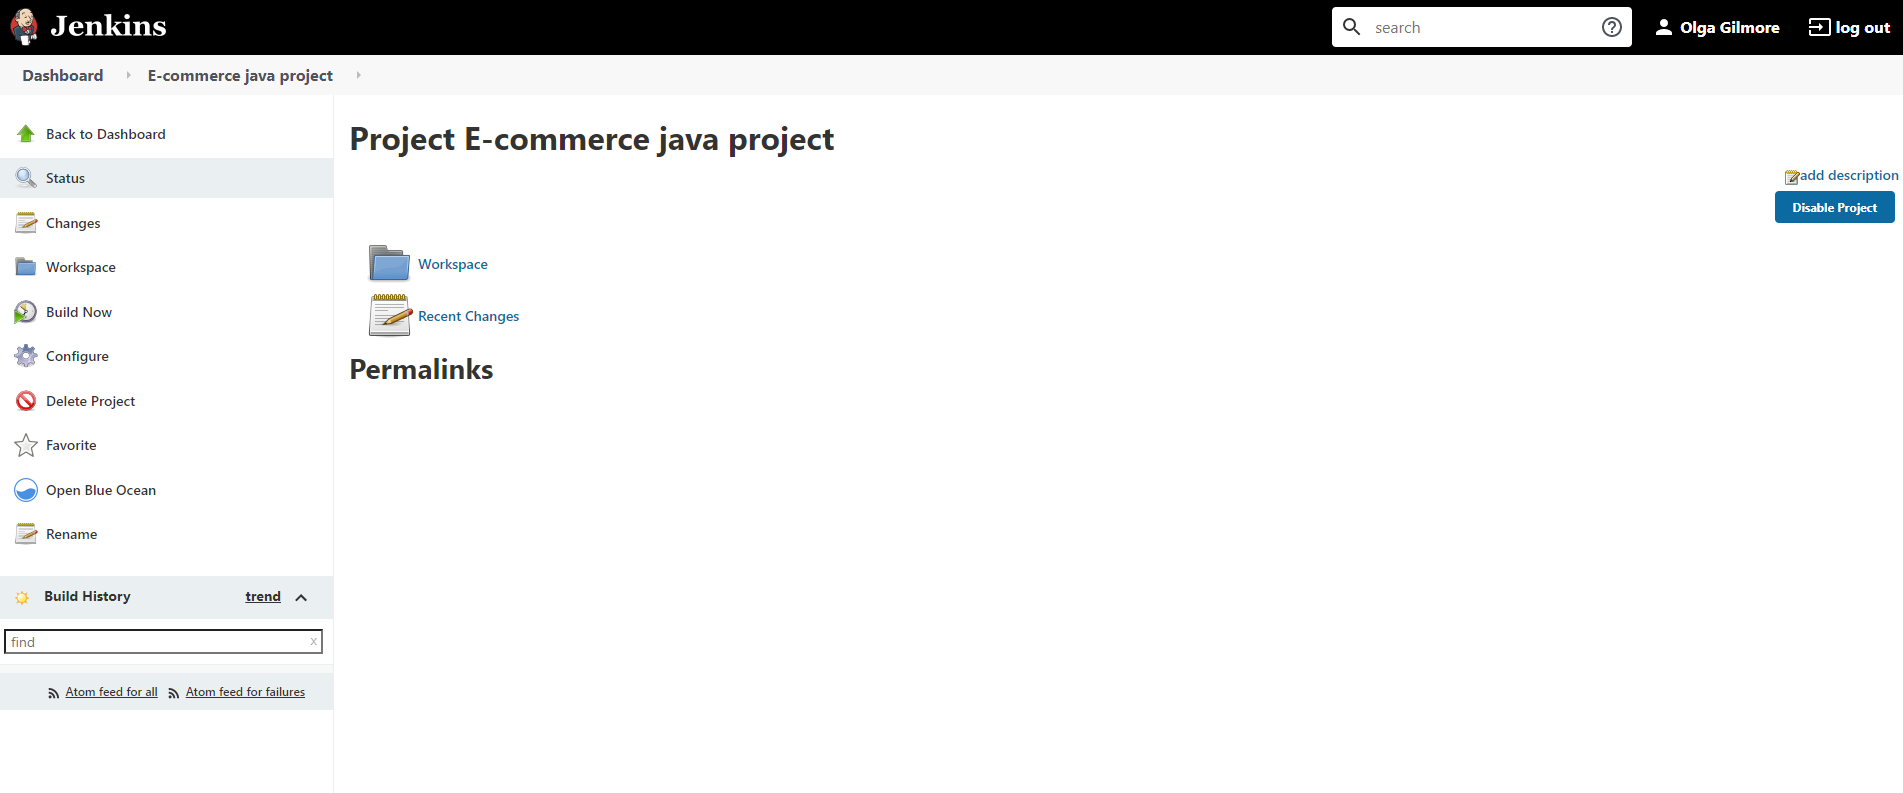 Jenkins
search
Olga Gilmore
log out
Dashboard
E-commerce java project
Back to Dashboard
Status
Changes
Workspace
Build Now
Configure
Delete Project
Favorite
Open Blue Ocean
Rename
Build History trend
find x
Atom feed for all Atom feed for failures
Project E-commerce java project
add description
Disable Project
Workspace
Recent Changes
Permalinks